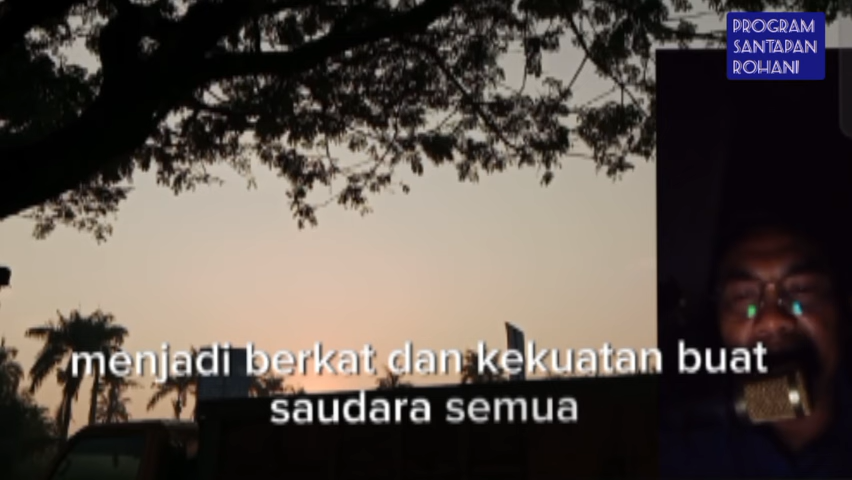 PROGRAM
SANTAPAN
ROHANI
menjadi berkat dan kekuatan buat
saudara semua